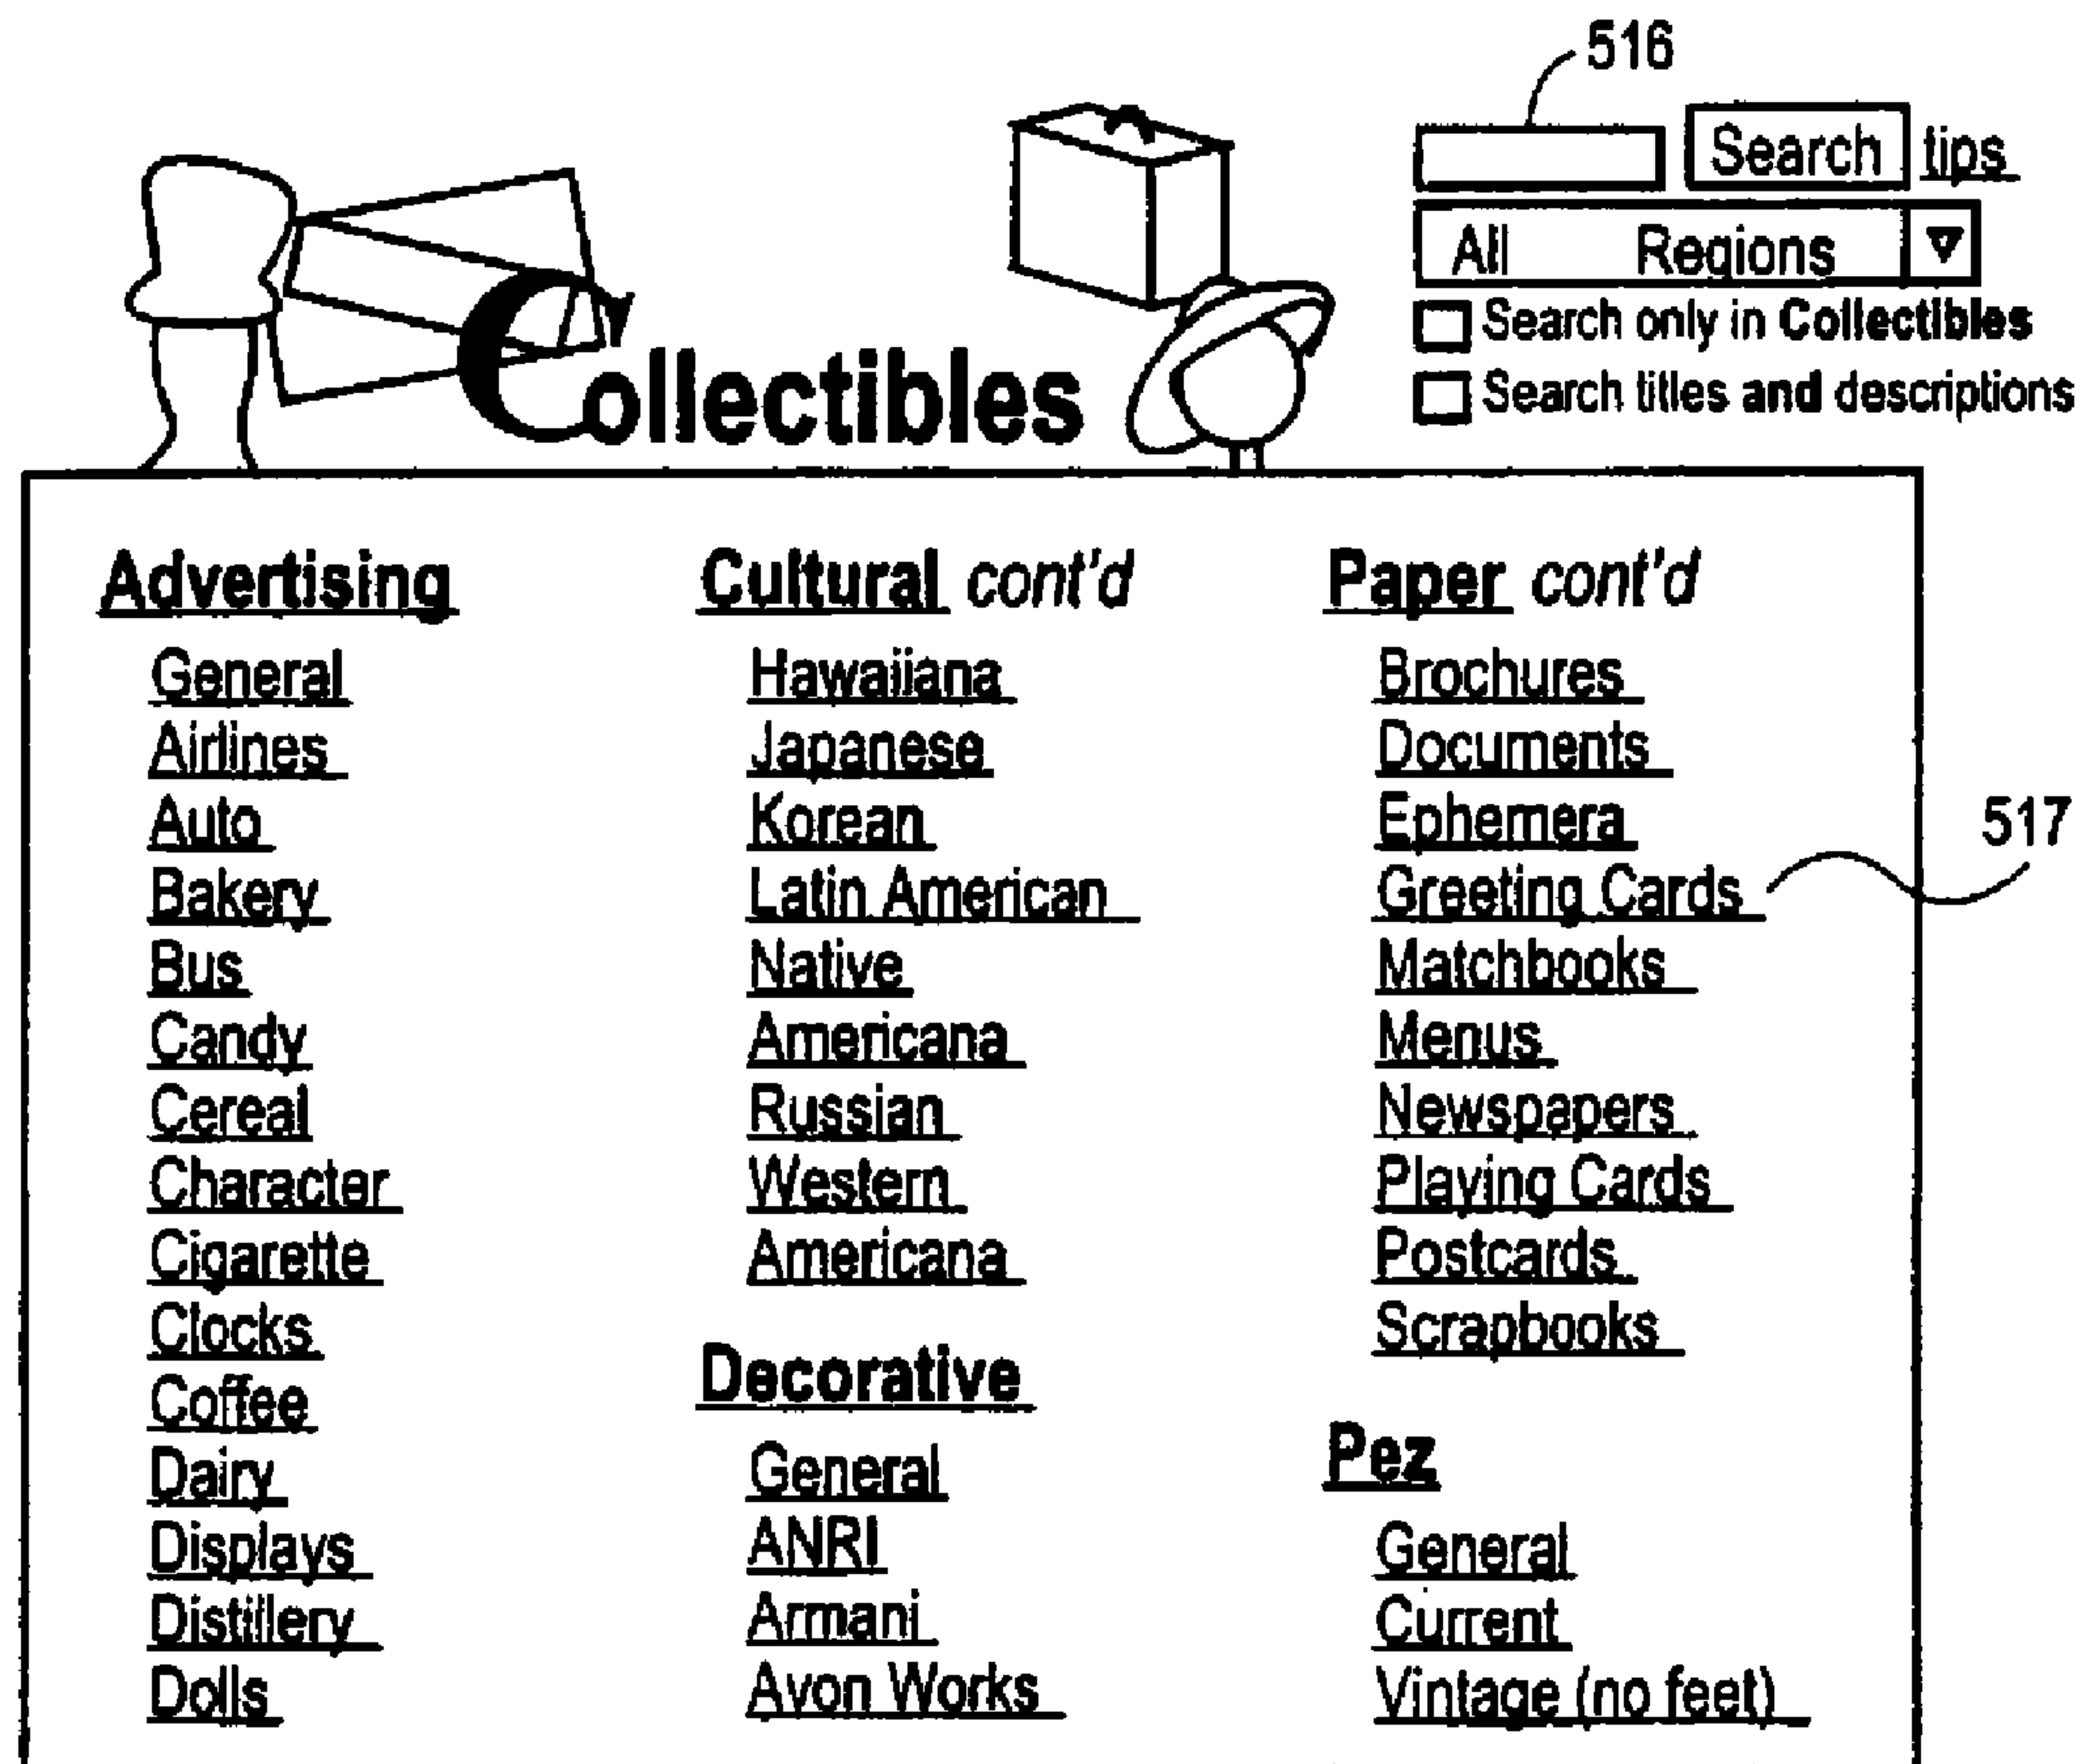 516
Search tips
All Regions
Search only in Collectibles
Search titles and descriptions
Collectibles
Advertising
General
Airlines
Auto
Bakery
Bus
Candy
Cereal
Character
Cigarette
Clocks
Coffee
Dairy
Displays
Distillery
Dolls
Cultural cont'd
Hawaiiana
Japanese
Korean
Latin American
Native
Americana
Russian
Western
Americana
Decorative
General
ANRI
Armani
Avon Works
Paper cont'd
Brochures
Documents
Ephemera
Greeting Cards
517
Matchbooks
Menus
Newspapers
Playing Cards
Postcards
Scrapbooks
Pez
General
Current
Vintage (no feet)